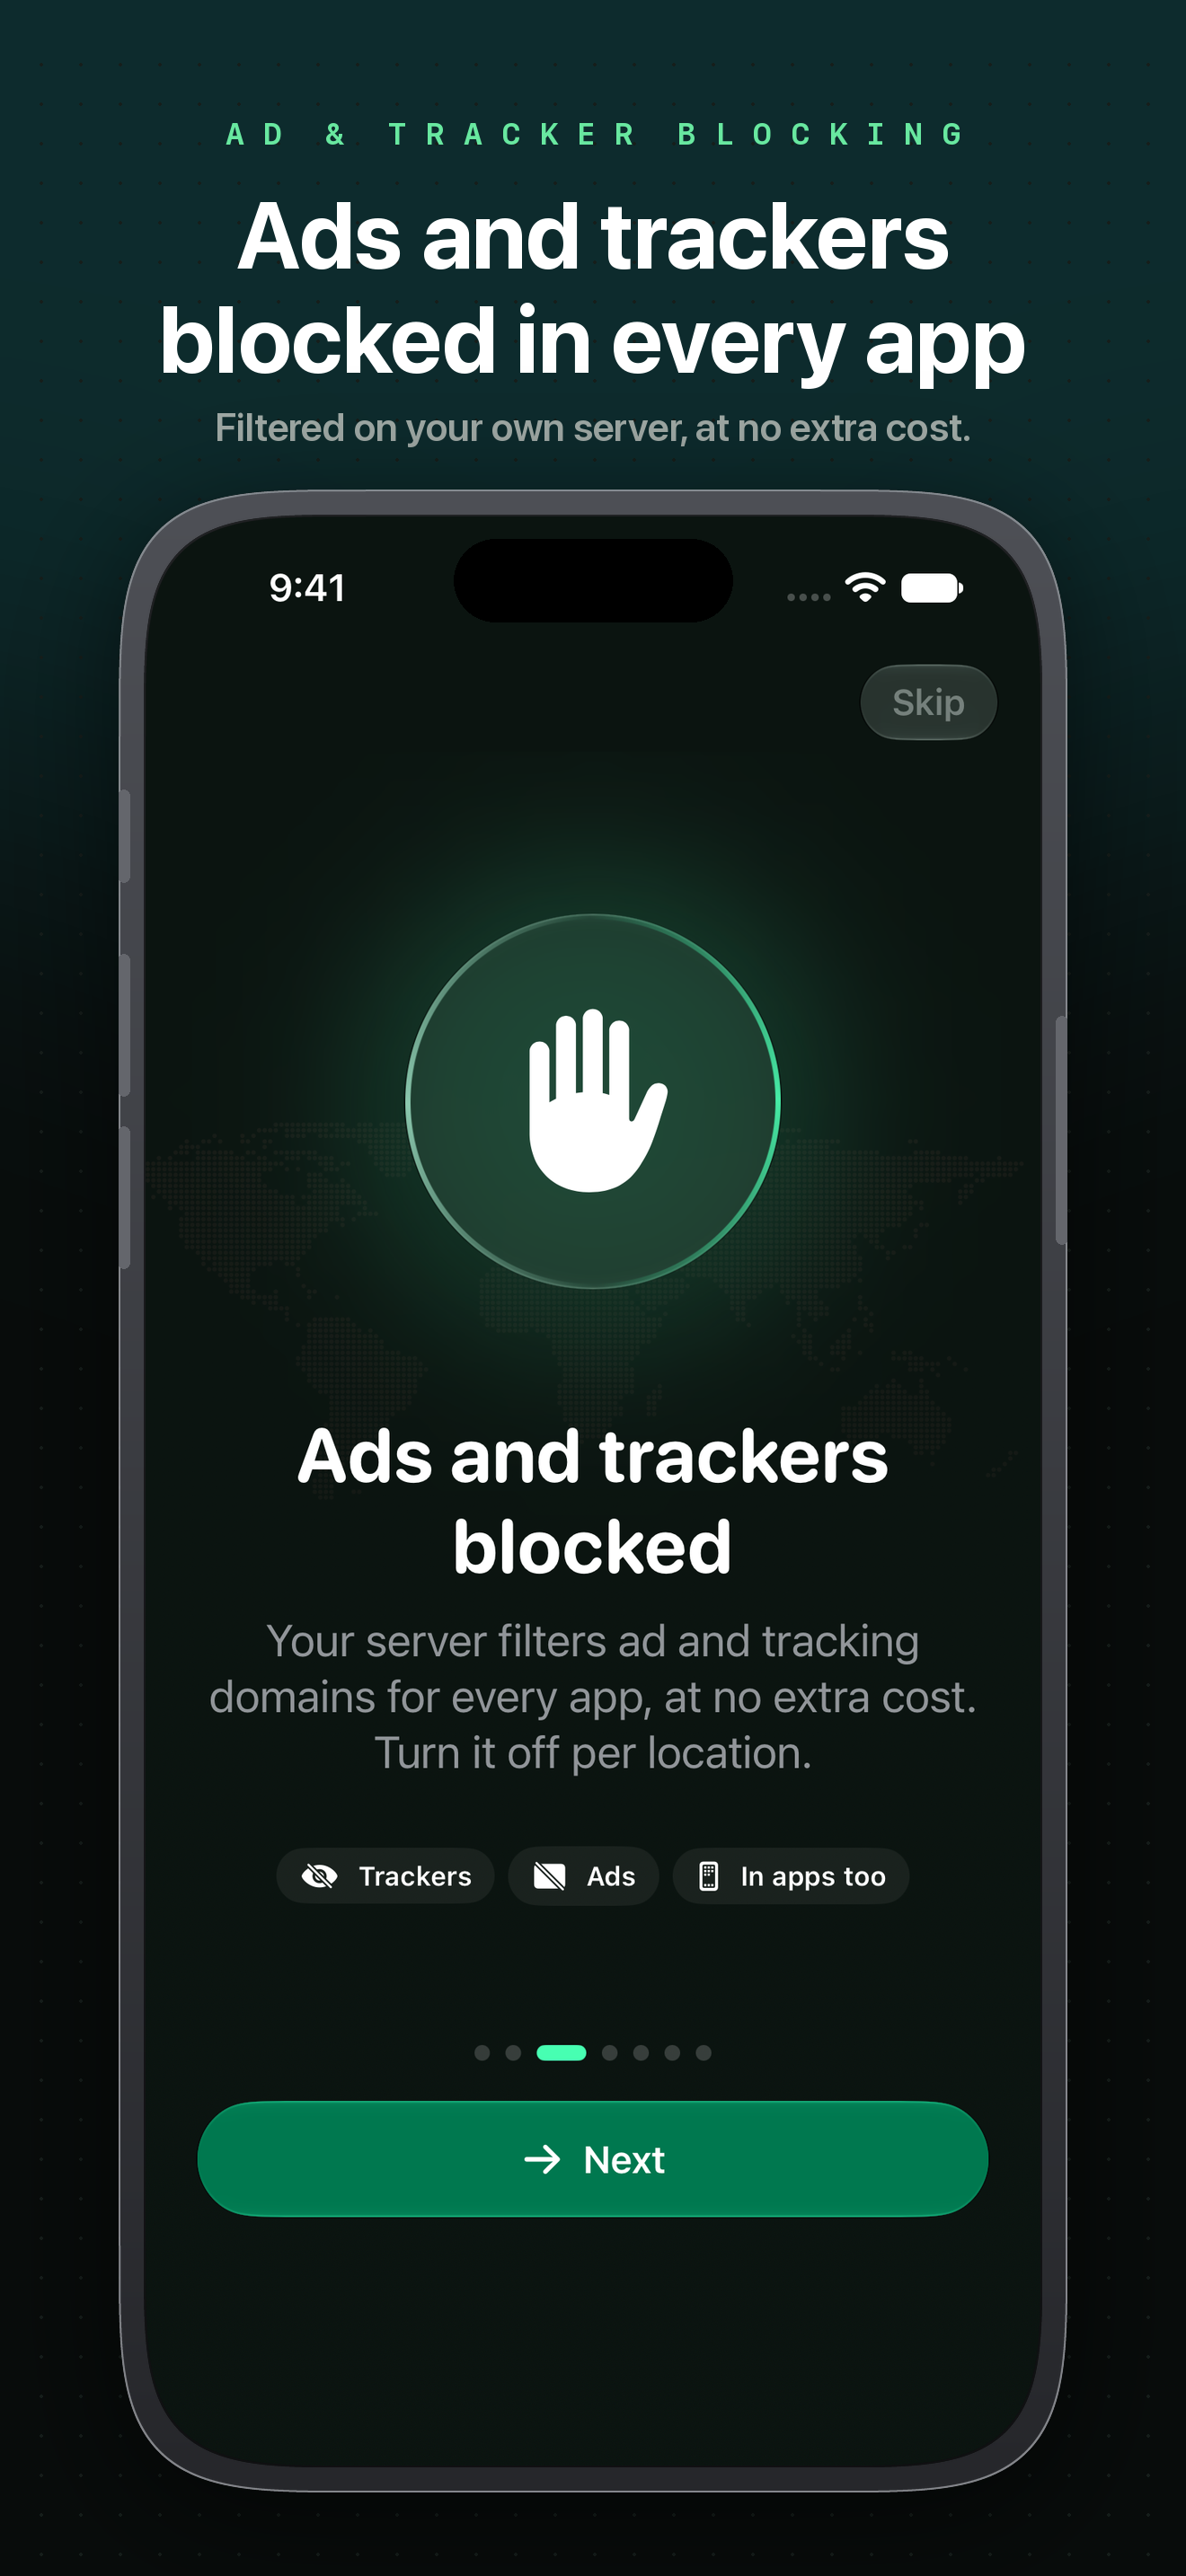 AD & TRACKER BLOCKING
Ads and trackers
blocked in every app
Filtered on your own server, at no extra cost.
9:41
Skip
Ads and trackers
blocked
Your server filters ad and tracking
domains for every app, at no extra cost.
Turn it off per location.
Trackers
Ads
In apps too
Next